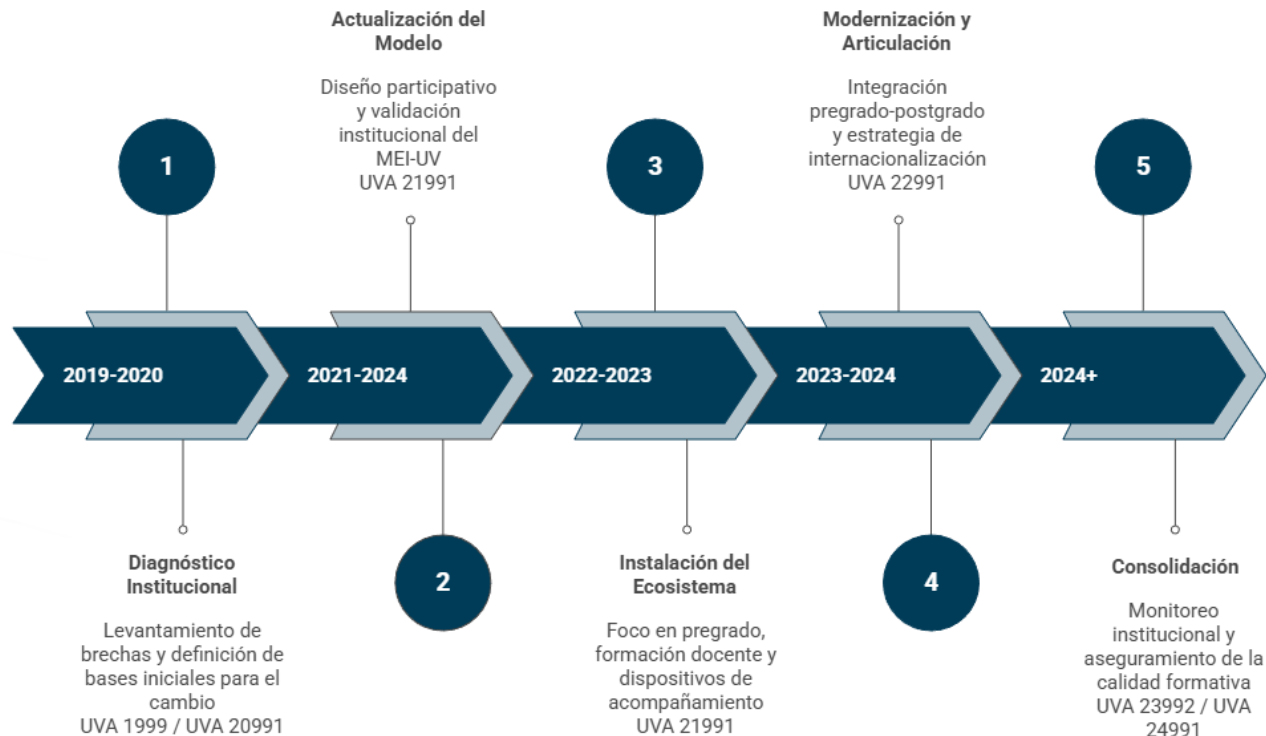 Actualización del
Modelo
Diseño participativo
y validación
institucional del
MEI-UV
UVA 21991
Modernización y
Articulación
Integración
pregrado-postgrado
y estrategia de
internacionalización
UVA 22991
1
3
5
2019-2020
2021-2024
2022-2023
2023-2024
2024+
Diagnóstico
Institucional
Levantamiento de
brechas y definición de
bases iniciales para el
cambio
UVA 1999 / UVA 20991
2
Instalación del
Ecosistema
Foco en pregrado,
formación docente y
dispositivos de
acompañamiento
UVA 21991
4
Consolidación
Monitoreo
institucional y
aseguramiento de la
calidad formativa
UVA 23992 / UVA
24991